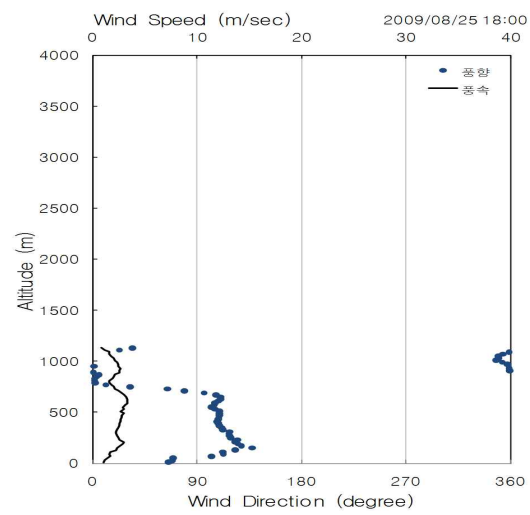 Wind Speed (m/sec) 2009/08/25 18:00
0 10 20 30 40
4000
3500
3000
2500
2000
1500
1000
500
0
Altitude (m)
풍향
풍속
0 90 180 270 360
Wind Direction (degree)